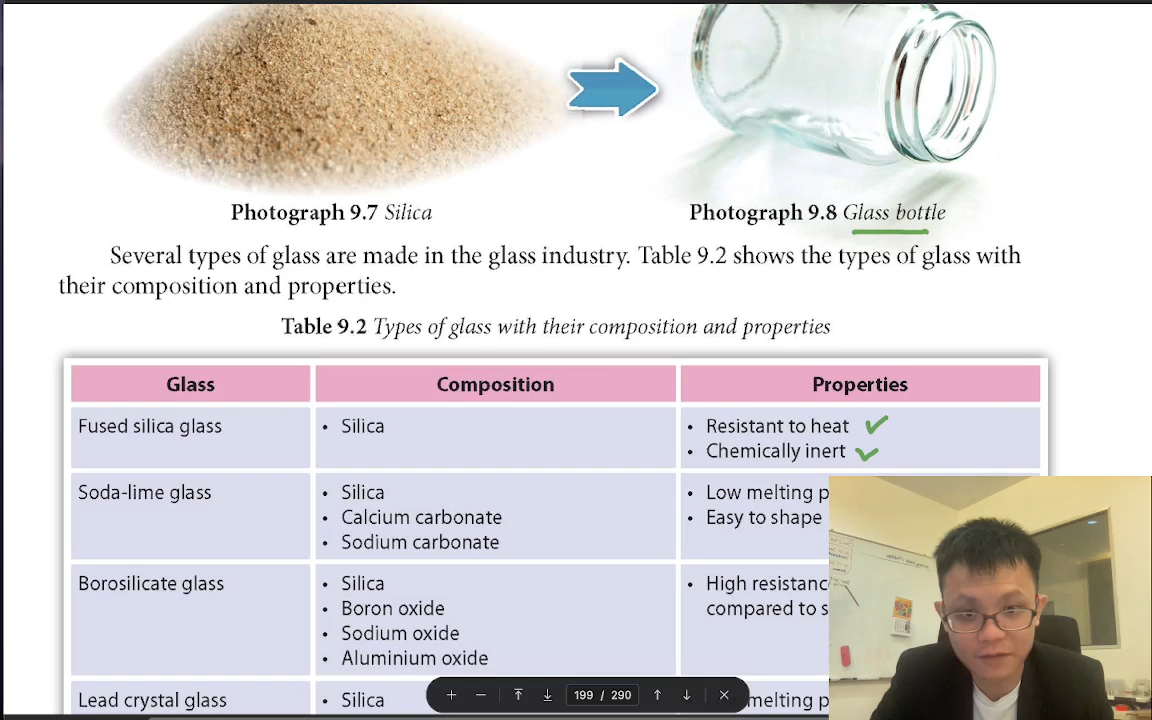 Photograph 9.7 Silica
Photograph 9.8 Glass bottle
Several types of glass are made in the glass industry. Table 9.2 shows the types of glass with
their composition and properties.
Table 9.2 Types of glass with their composition and properties
Glass
Composition
Properties
Fused silica glass
• Silica
• Resistant to heat
• Chemically inert
Soda-lime glass
• Silica
• Calcium carbonate
• Sodium carbonate
• Low melting p
• Easy to shape
Borosilicate glass
• Silica
• Boron oxide
• Sodium oxide
• Aluminium oxide
• High resistanc
compared to s
Lead crystal glass
• Silica
melting p
199 / 290